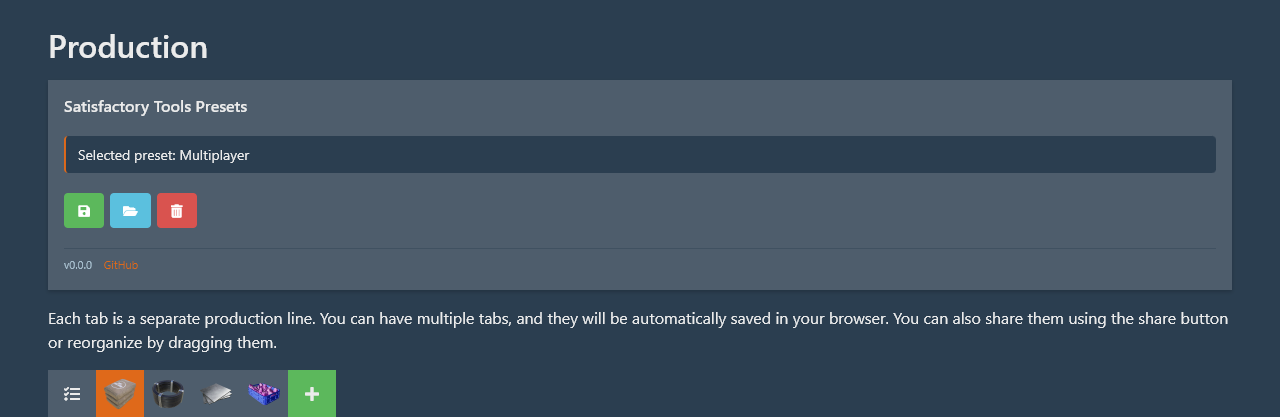 Production
Satisfactory Tools Presets
Selected preset: Multiplayer
v0.0.0 GitHub
Each tab is a separate production line. You can have multiple tabs, and they will be automatically saved in your browser. You can also share them using the share button
or reorganize by dragging them.